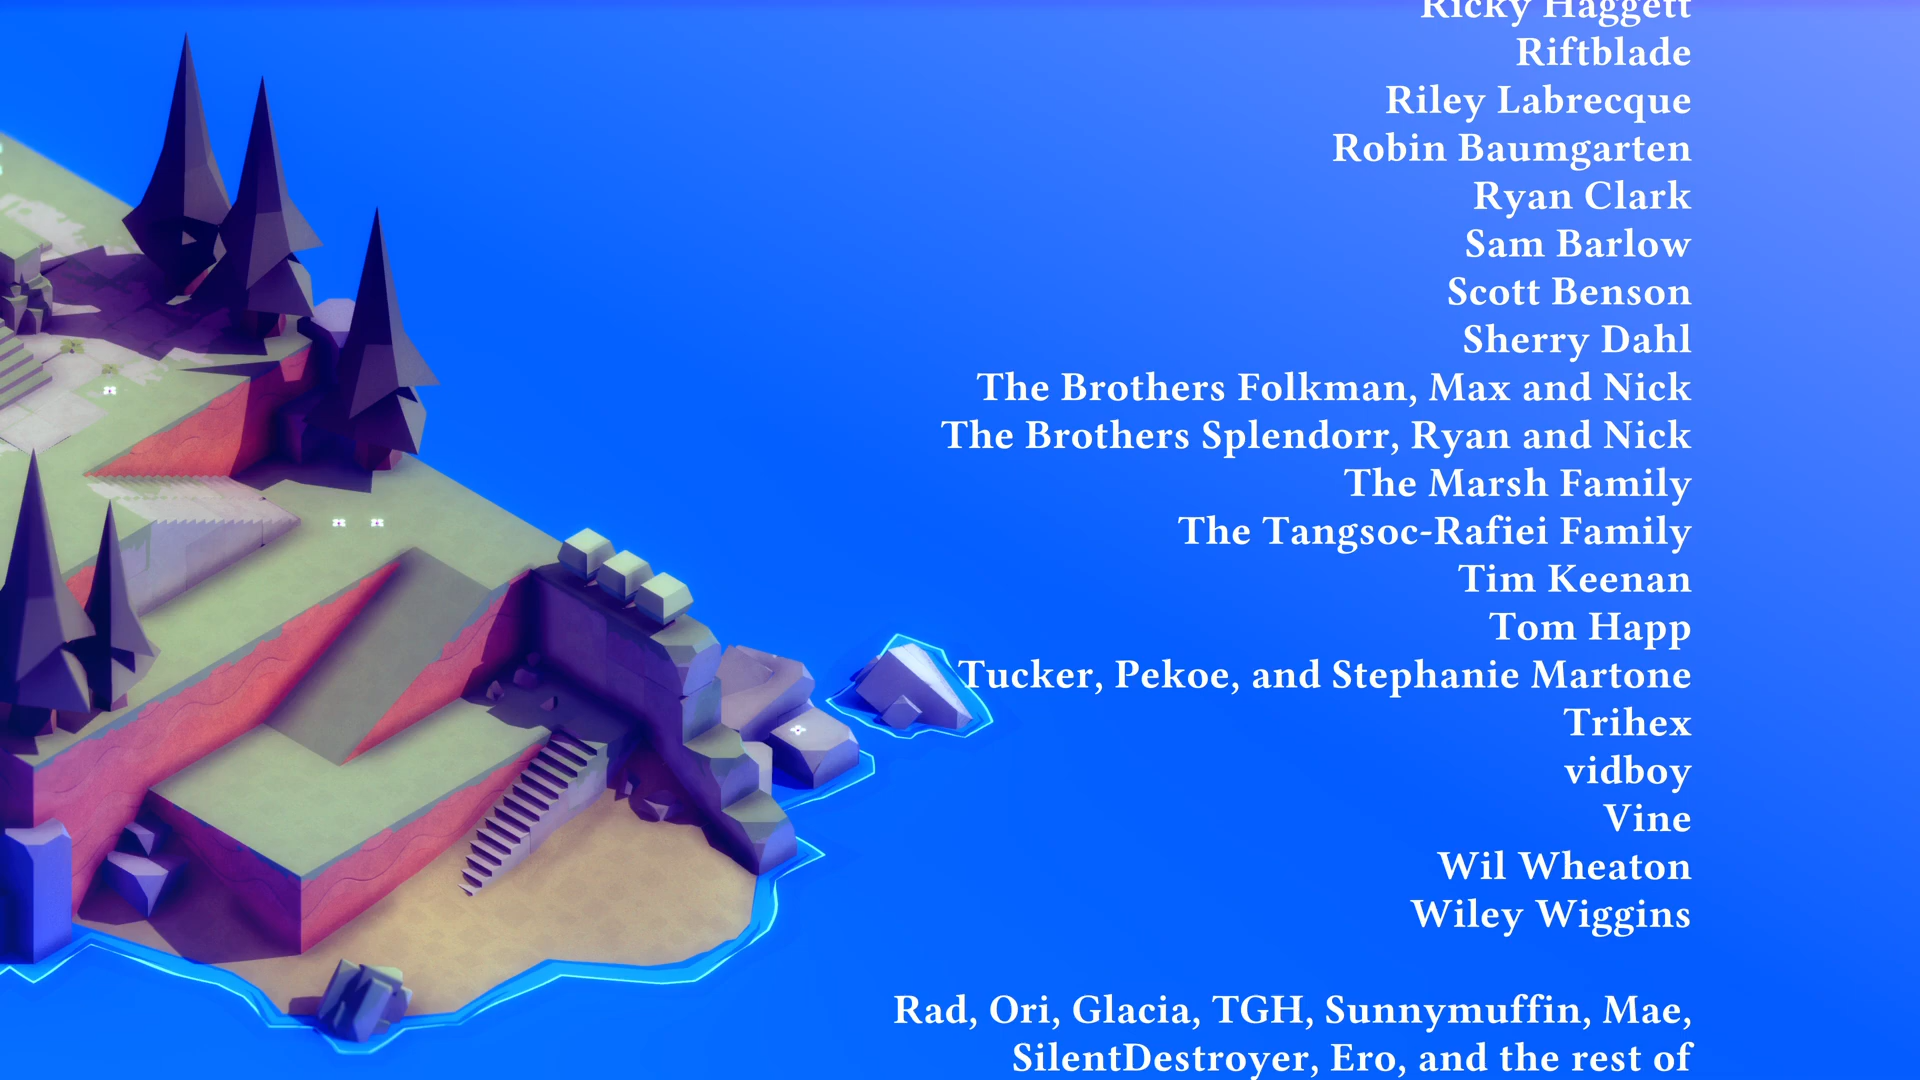 Ricky Haggett
Riftblade
Riley Labrecque
Robin Baumgarten
Ryan Clark
Sam Barlow
Scott Benson
Sherry Dahl
The Brothers Folkman, Max and Nick
The Brothers Splendorr, Ryan and Nick
The Marsh Family
The Tangsoc-Rafiei Family
Tim Keenan
Tom Happ
Tucker, Pekoe, and Stephanie Martone
Trihex
vidboy
Vine
Wil Wheaton
Wiley Wiggins
Rad, Ori, Glacia, TGH, Sunnymuffin, Mae,
SilentDestroyer, Ero, and the rest of